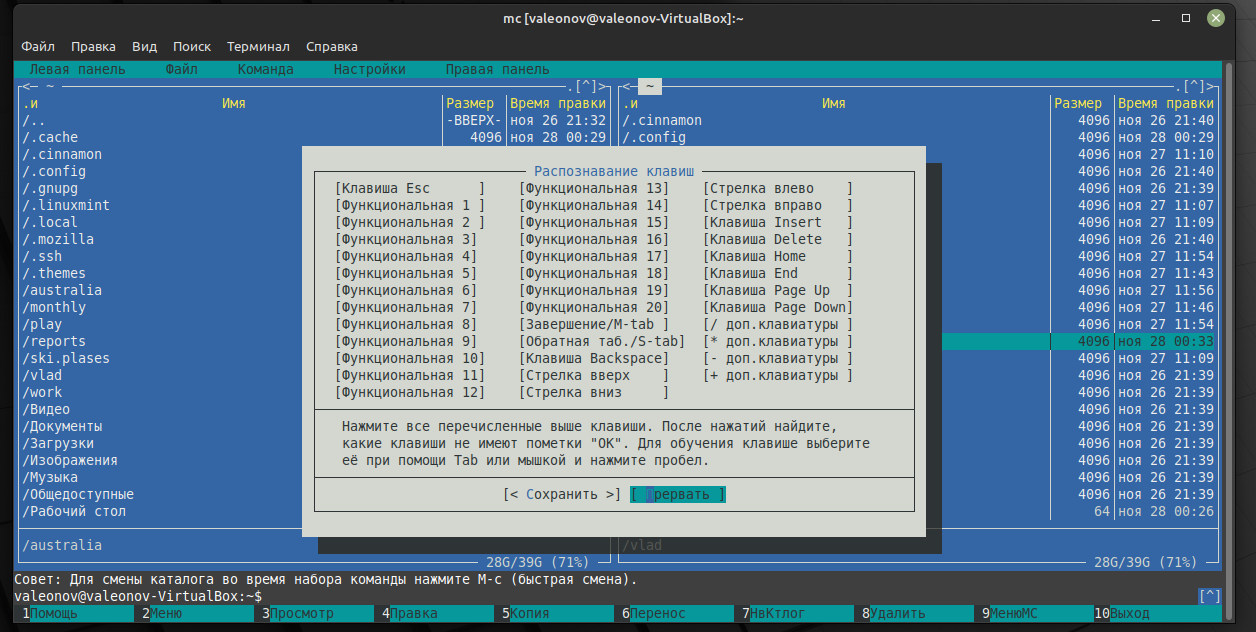 mc [valeonov@valeonov-VirtualBox]:~
Файл Правка Вид Поиск Терминал Справка
Левая панель Файл Команда Настройки Правая панель
<─ ~ .[^]> <─ ~ .[^]>
.и Имя Размер Время правки .и Имя Размер Время правки
/.. -ВВЕРХ- ноя 26 21:32 /.cinnamon 4096 ноя 26 21:40
/.cache 4096 ноя 28 00:29 /.config 4096 ноя 28 00:29
/.cinnamon 4096 ноя 27 11:10
/.config Распознавание клавиш 4096 ноя 26 21:40
/.gnupg [Клавиша Esc ] [Функциональная 13] [Стрелка влево ] 4096 ноя 26 21:39
/.linuxmint [Функциональная 1 ] [Функциональная 14] [Стрелка вправо ] 4096 ноя 27 11:07
/.local [Функциональная 2 ] [Функциональная 15] [Клавиша Insert ] 4096 ноя 27 11:09
/.mozilla [Функциональная 3] [Функциональная 16] [Клавиша Delete ] 4096 ноя 26 21:40
/.ssh [Функциональная 4] [Функциональная 17] [Клавиша Home ] 4096 ноя 27 11:54
/.themes [Функциональная 5] [Функциональная 18] [Клавиша End ] 4096 ноя 27 11:43
/australia [Функциональная 6] [Функциональная 19] [Клавиша Page Up ] 4096 ноя 27 11:56
/monthly [Функциональная 7] [Функциональная 20] [Клавиша Page Down] 4096 ноя 27 11:46
/play [Функциональная 8] [Завершение/M-tab ] [/ доп.клавиатуры ] 4096 ноя 27 11:54
/reports [Функциональная 9] [Обратная таб./S-tab] [* доп.клавиатуры ] 4096 ноя 28 00:33
/ski.plases [Функциональная 10] [Клавиша Backspace] [- доп.клавиатуры ] 4096 ноя 27 11:09
/vlad [Функциональная 11] [Стрелка вверх ] [+ доп.клавиатуры ] 4096 ноя 26 21:39
/work [Функциональная 12] [Стрелка вниз ] 4096 ноя 26 21:39
/Видео 4096 ноя 26 21:39
/Документы Нажмите все перечисленные выше клавиши. После нажатий найдите, 4096 ноя 26 21:39
/Загрузки какие клавиши не имеют пометки "OK". Для обучения клавише выберите 4096 ноя 26 21:39
/Изображения её при помощи Tab или мышкой и нажмите пробел. 4096 ноя 26 21:39
/Музыка 4096 ноя 26 21:39
/Общедоступные [< Сохранить >] [ Прервать ] 4096 ноя 26 21:39
/Рабочий стол 64 ноя 28 00:26
/australia /vlad
28G/39G (71%) 28G/39G (71%)
Совет: Для смены каталога во время набора команды нажмите M-c (быстрая смена).
valeonov@valeonov-VirtualBox:~$ [^]
1Помощь 2Меню 3Просмотр 4Правка 5Копия 6Перенос 7НвКтлог 8Удалить 9МенюMC 10Выход